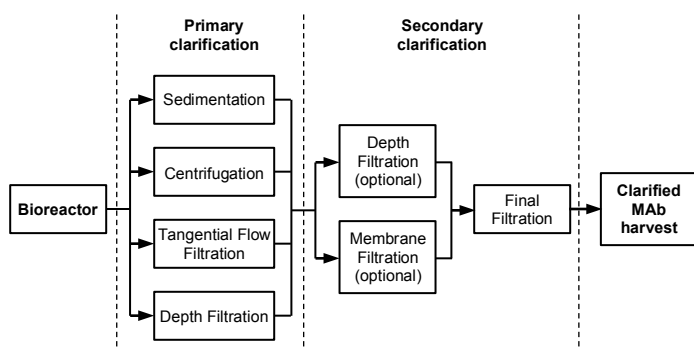 Primary
clarification
Secondary
clarification
Sedimentation
Centrifugation
Tangential Flow
Filtration
Depth Filtration
Bioreactor
Depth
Filtration
(optional)
Membrane
Filtration
(optional)
Final
Filtration
Clarified
MAb
harvest